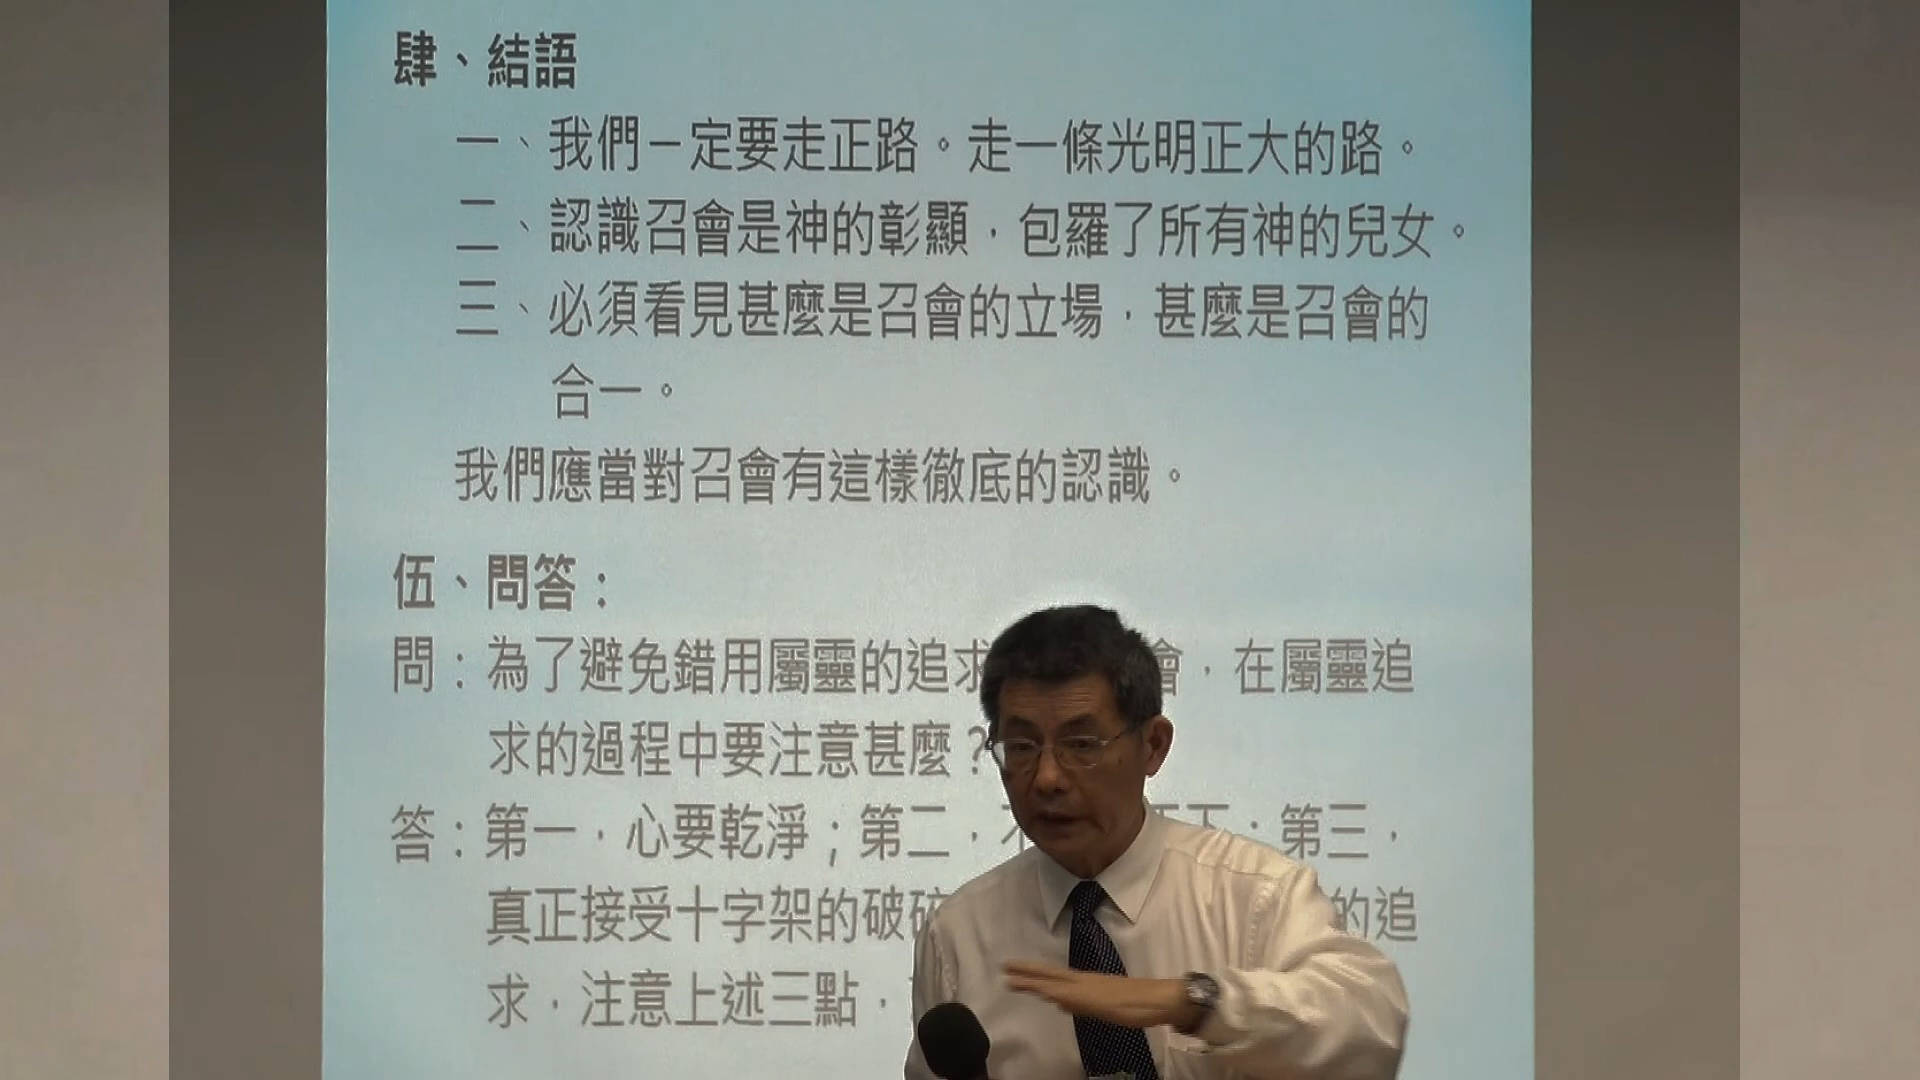 肆、結語
一、我們一定要走正路。走一條光明正大的路。
二、認識召會是神的彰顯，包羅了所有神的兒女。
三、必須看見甚麼是召會的立場，甚麼是召會的
合一。
我們應當對召會有這樣徹底的認識。
伍、問答：
問：為了避免錯用屬靈的追求 會，在屬靈追
求的過程中要注意甚麼？
答：第一，心要乾淨；第二，不 下；第三，
真正接受十字架的破碎 的追
求，注意上述三點，